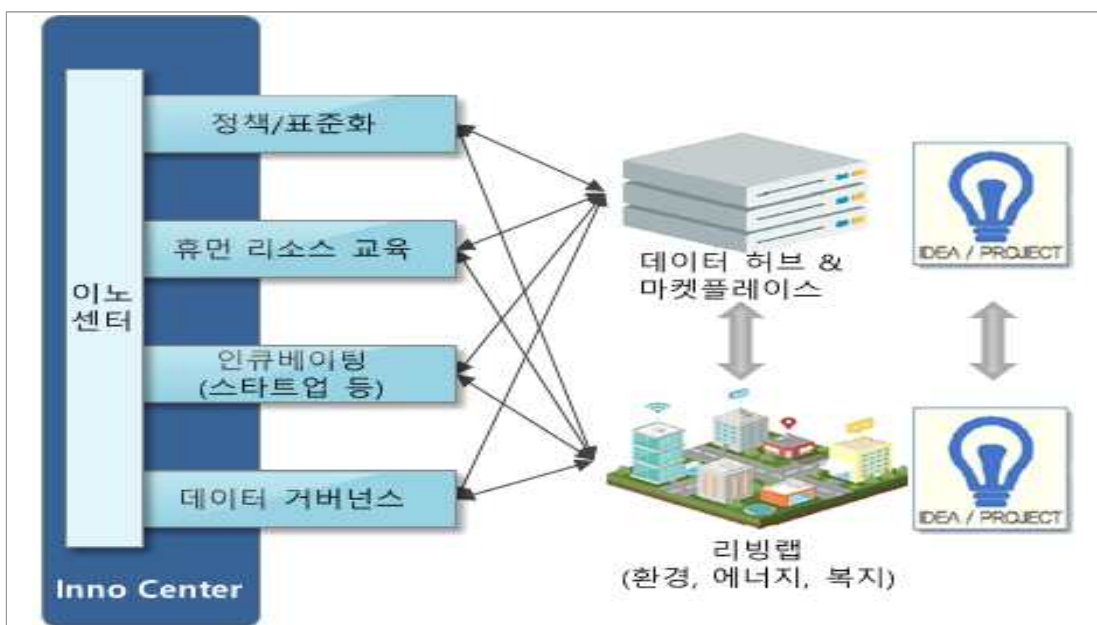 정책/표준화
휴먼 리소스 교육
이노
센터
인큐베이팅
(스타트업 등)
데이터 거버넌스
Inno Center
데이터 허브 &
마켓플레이스
리빙랩
(환경, 에너지, 복지)
IDEA / PROJECT
IDEA / PROJECT